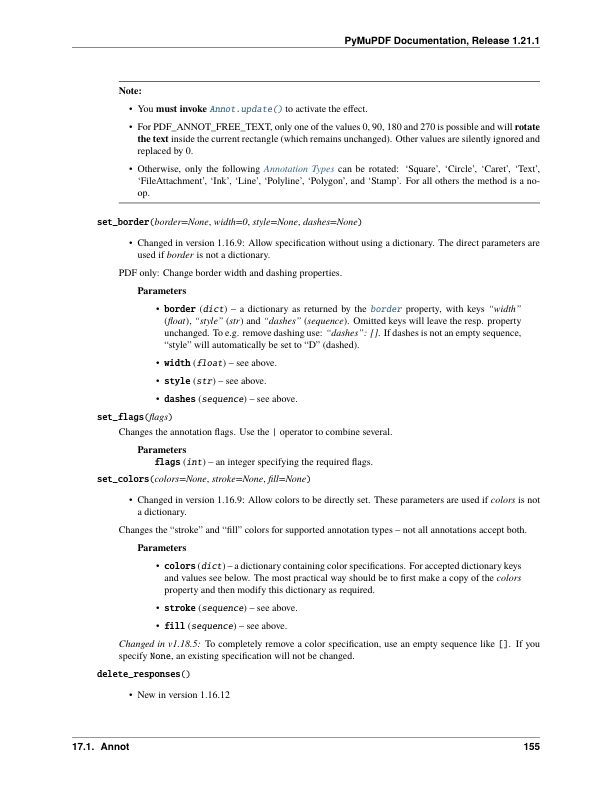 PyMuPDF Documentation, Release 1.21.1
Note:
• You must invoke Annot.update() to activate the effect.
• For PDF_ANNOT_FREE_TEXT, only one of the values 0, 90, 180 and 270 is possible and will rotate
the text inside the current rectangle (which remains unchanged). Other values are silently ignored and
replaced by 0.
• Otherwise, only the following Annotation Types can be rotated: ‘Square’, ‘Circle’, ‘Caret’, ‘Text’,
‘FileAttachment’, ‘Ink’, ‘Line’, ‘Polyline’, ‘Polygon’, and ‘Stamp’. For all others the method is a no-
op.
set_border(border=None, width=0, style=None, dashes=None)
• Changed in version 1.16.9: Allow specification without using a dictionary. The direct parameters are
used if border is not a dictionary.
PDF only: Change border width and dashing properties.
Parameters
• border (dict) – a dictionary as returned by the border property, with keys “width”
(float), “style” (str) and “dashes” (sequence). Omitted keys will leave the resp. property
unchanged. To e.g. remove dashing use: “dashes”: []. If dashes is not an empty sequence,
“style” will automatically be set to “D” (dashed).
• width (float) – see above.
• style (str) – see above.
• dashes (sequence) – see above.
set_flags(flags)
Changes the annotation flags. Use the | operator to combine several.
Parameters
flags (int) – an integer specifying the required flags.
set_colors(colors=None, stroke=None, fill=None)
• Changed in version 1.16.9: Allow colors to be directly set. These parameters are used if colors is not
a dictionary.
Changes the “stroke” and “fill” colors for supported annotation types – not all annotations accept both.
Parameters
• colors (dict) – a dictionary containing color specifications. For accepted dictionary keys
and values see below. The most practical way should be to first make a copy of the colors
property and then modify this dictionary as required.
• stroke (sequence) – see above.
• fill (sequence) – see above.
Changed in v1.18.5: To completely remove a color specification, use an empty sequence like []. If you
specify None, an existing specification will not be changed.
delete_responses()
• New in version 1.16.12
17.1. Annot 155